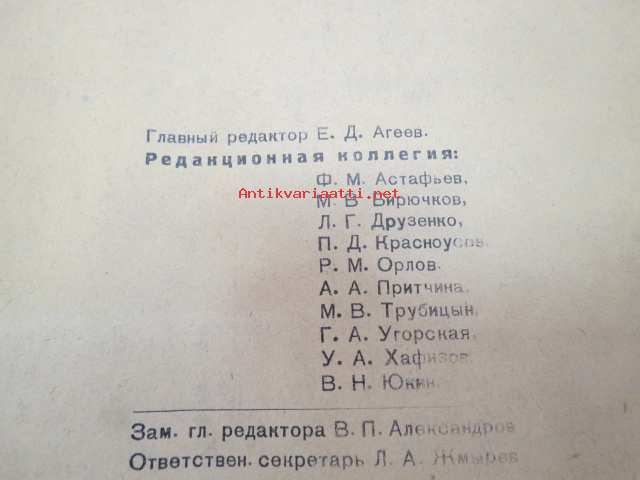 Главный редактор Е. Д. Агеев.
Редакционная коллегия:
Ф. М. Астафьев,
Antikvariaatti.net
М. В. Вирючков,
Л. Г. Друзенко,
П. Д. Красноусов,
Р. М. Орлов,
А. А. Притчина,
М. В. Трубицын,
Г. А. Угорская,
У. А. Хафизов,
В. Н. Юкин.
Зам. гл. редактора В. П. Александров
Ответствен. секретарь Л. А. Жмырев